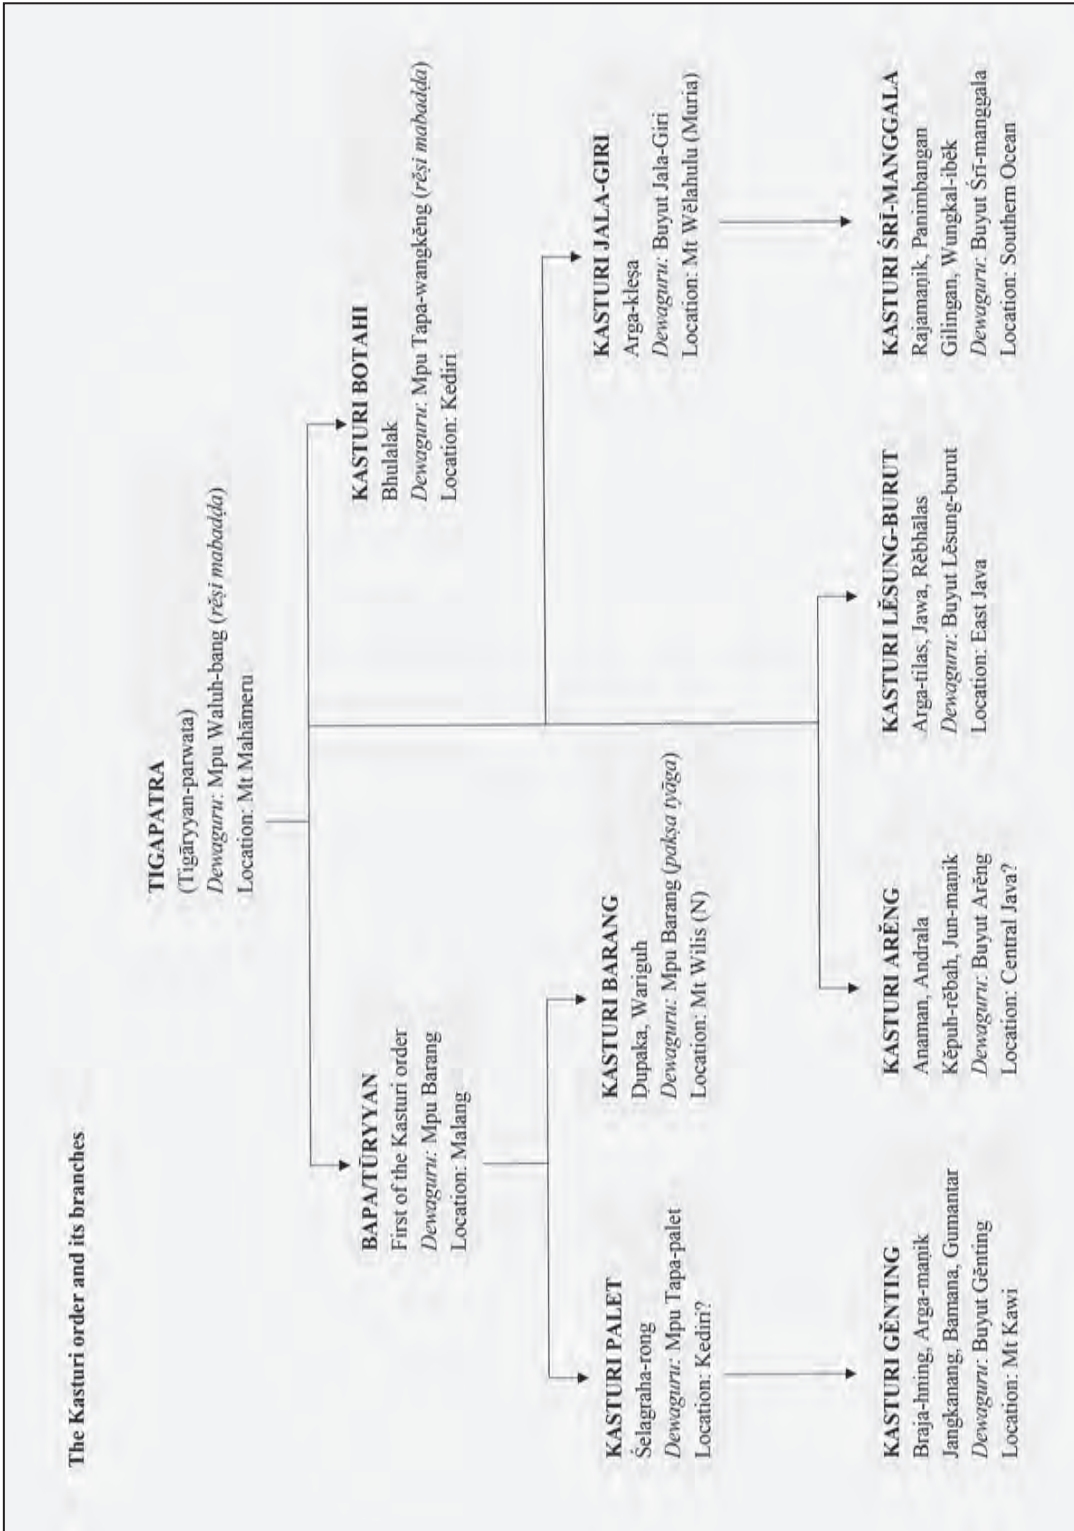 The Kasturi order and its branches
TIGAPATRA
(Tigāryyan-parwata)
Dewaguru: Mpu Waluh-bang (rĕṣi mabaḍḍa)
Location: Mt Mahāmeru
BAPA/TŪRYYAN
First of the Kasturi order
Dewaguru: Mpu Barang
Location: Malang
KASTURI BOTAHI
Bhulalak
Dewaguru: Mpu Tapa-wangkĕng (rĕṣi mabaḍḍa)
Location: Kediri
KASTURI PALET
Śelagraha-rong
Dewaguru: Mpu Tapa-palet
Location: Kediri?
KASTURI BARANG
Ḍupaka, Wariguh
Dewaguru: Mpu Barang (pakṣa tyāga)
Location: Mt Wilis (N)
KASTURI JALA-GIRI
Arga-kleṣa
Dewaguru: Buyut Jala-Giri
Location: Mt Wĕlahulu (Muria)
KASTURI GĔNTING
Braja-hning, Arga-maṇik
Jangkanang, Bamana, Gumantar
Dewaguru: Buyut Gĕnting
Location: Mt Kawi
KASTURI ARĔNG
Anaman, Andrala
Kĕpuh-rĕbah, Jun-maṇik
Dewaguru: Buyut Arĕng
Location: Central Java?
KASTURI LĔSUNG-BURUT
Arga-tilas, Jawa, Rĕbhālas
Dewaguru: Buyut Lĕsung-burut
Location: East Java
KASTURI ŚRĪ-MANGGALA
Rajamaṇik, Panimbangan
Gilingan, Wungkal-ibĕk
Dewaguru: Buyut Śrī-manggala
Location: Southern Ocean